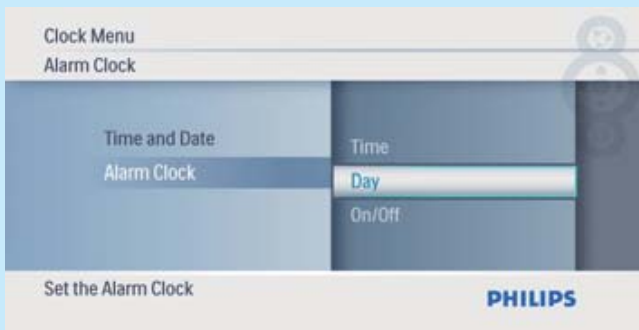 Clock Menu
Alarm Clock
Time and Date
Alarm Clock
Time
Day
On/Off
Set the Alarm Clock
PHILIPS